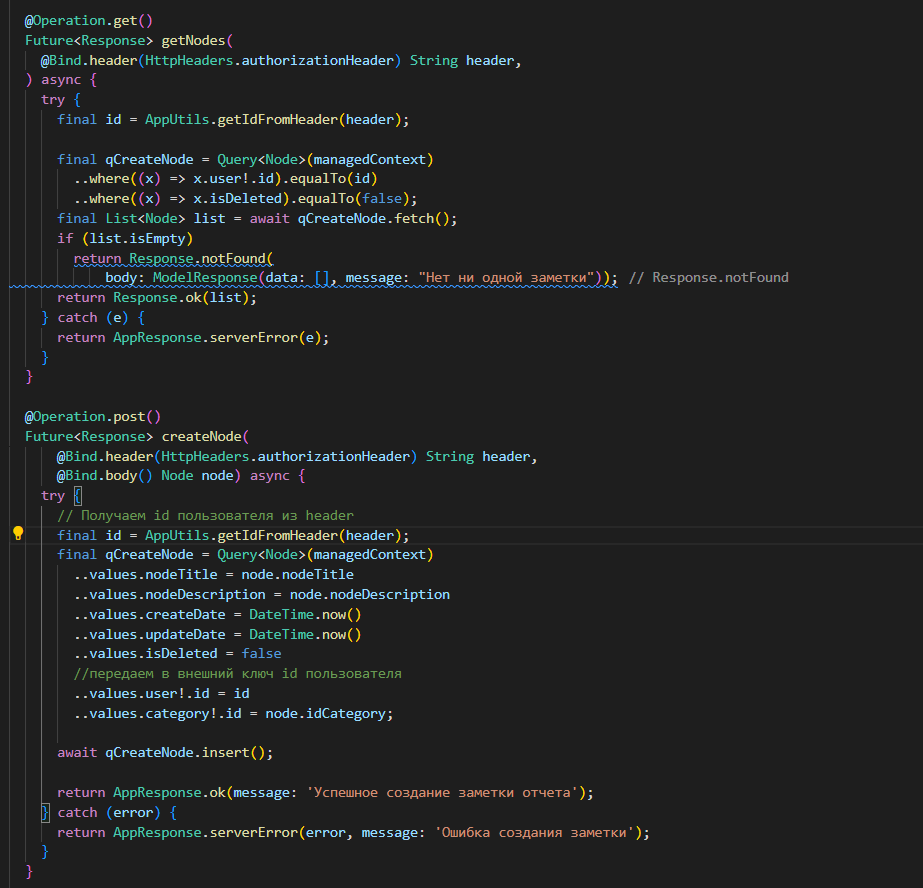 @Operation.get()
Future<Response> getNodes(
  @Bind.header(HttpHeaders.authorizationHeader) String header,
) async {
  try {
    final id = AppUtils.getIdFromHeader(header);

    final qCreateNode = Query<Node>(managedContext)
      ..where((x) => x.user!.id).equalTo(id)
      ..where((x) => x.isDeleted).equalTo(false);
    final List<Node> list = await qCreateNode.fetch();
    if (list.isEmpty)
      return Response.notFound(
          body: ModelResponse(data: [], message: "Нет ни одной заметки")); // Response.notFound
    return Response.ok(list);
  } catch (e) {
    return AppResponse.serverError(e);
  }
}

@Operation.post()
Future<Response> createNode(
    @Bind.header(HttpHeaders.authorizationHeader) String header,
    @Bind.body() Node node) async {
  try {
    // Получаем id пользователя из header
    final id = AppUtils.getIdFromHeader(header);
    final qCreateNode = Query<Node>(managedContext)
      ..values.nodeTitle = node.nodeTitle
      ..values.nodeDescription = node.nodeDescription
      ..values.createDate = DateTime.now()
      ..values.updateDate = DateTime.now()
      ..values.isDeleted = false
      //передаем в внешний ключ id пользователя
      ..values.user!.id = id
      ..values.category!.id = node.idCategory;

    await qCreateNode.insert();

    return AppResponse.ok(message: 'Успешное создание заметки отчета');
  } catch (error) {
    return AppResponse.serverError(error, message: 'Ошибка создания заметки');
  }
}